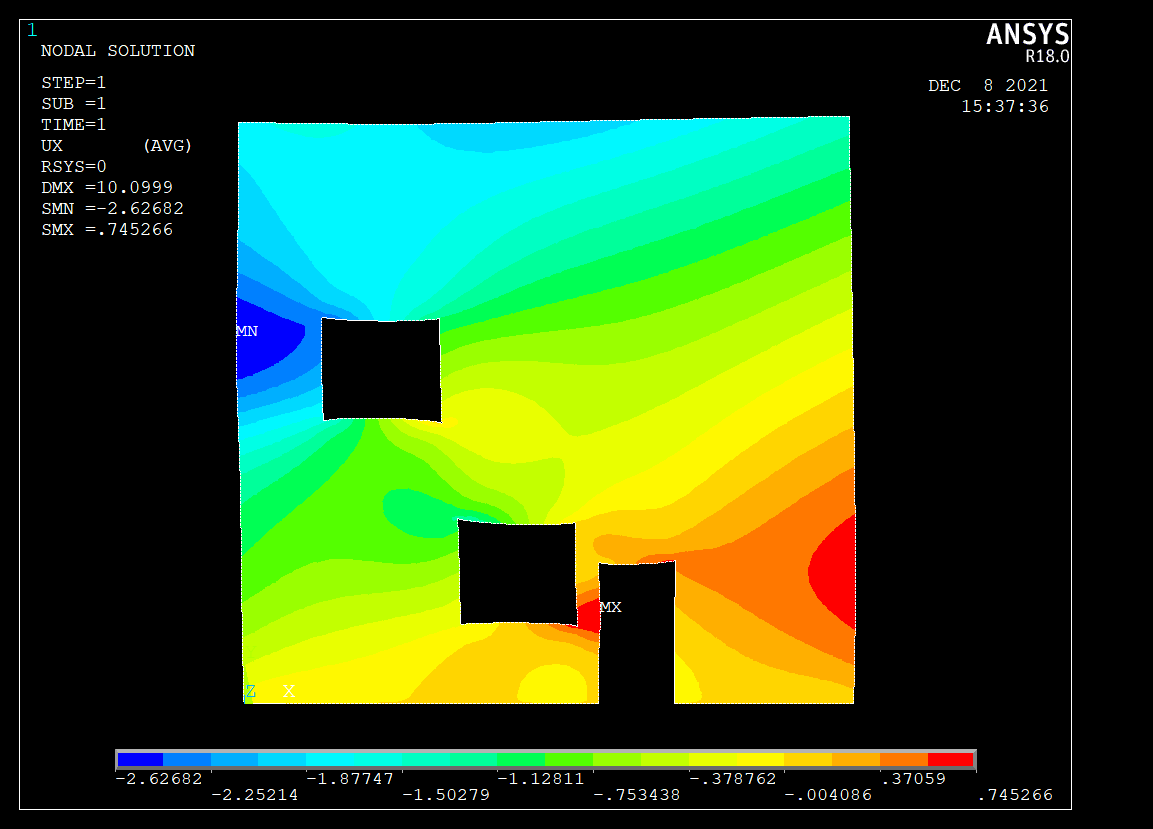 1
ANSYS
R18.0
NODAL SOLUTION
DEC 8 2021
15:37:36
STEP=1
SUB =1
TIME=1
UX (AVG)
RSYS=0
DMX =10.0999
SMN =-2.62682
SMX =.745266
MN
MX
Z X
-2.62682 -1.87747 -1.12811 -.378762 .37059
-2.25214 -1.50279 -.753438 -.004086 .745266